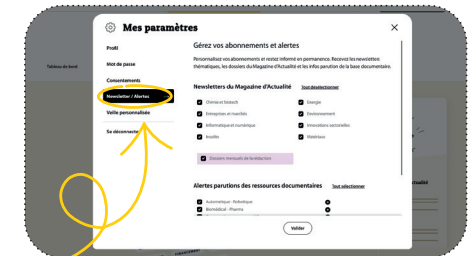 Mes paramètres
Profil
Mot de passe
Consentements
Newsletter / Alertes
Veille personnalisée
Se déconnecter
Tableau de bord
Gérez vos abonnements et alertes
Personnalisez vos abonnements et restez informé en permanence. Recevez les newsletters
thématiques, les dossiers du Magazine d'Actualité et les infos parution de la base documentaire.
Newsletters du Magazine d'Actualité Tout désélectionner
Chimie et biotech Énergie
Entreprises et marchés Environnement
Informatique et numérique Innovations sectorielles
Insolite Matériaux
Dossiers mensuels de la rédaction
Alertes parutions des ressources documentaires Tout sélectionner
Automatique - Robotique
Biomédical - Pharma
Valider